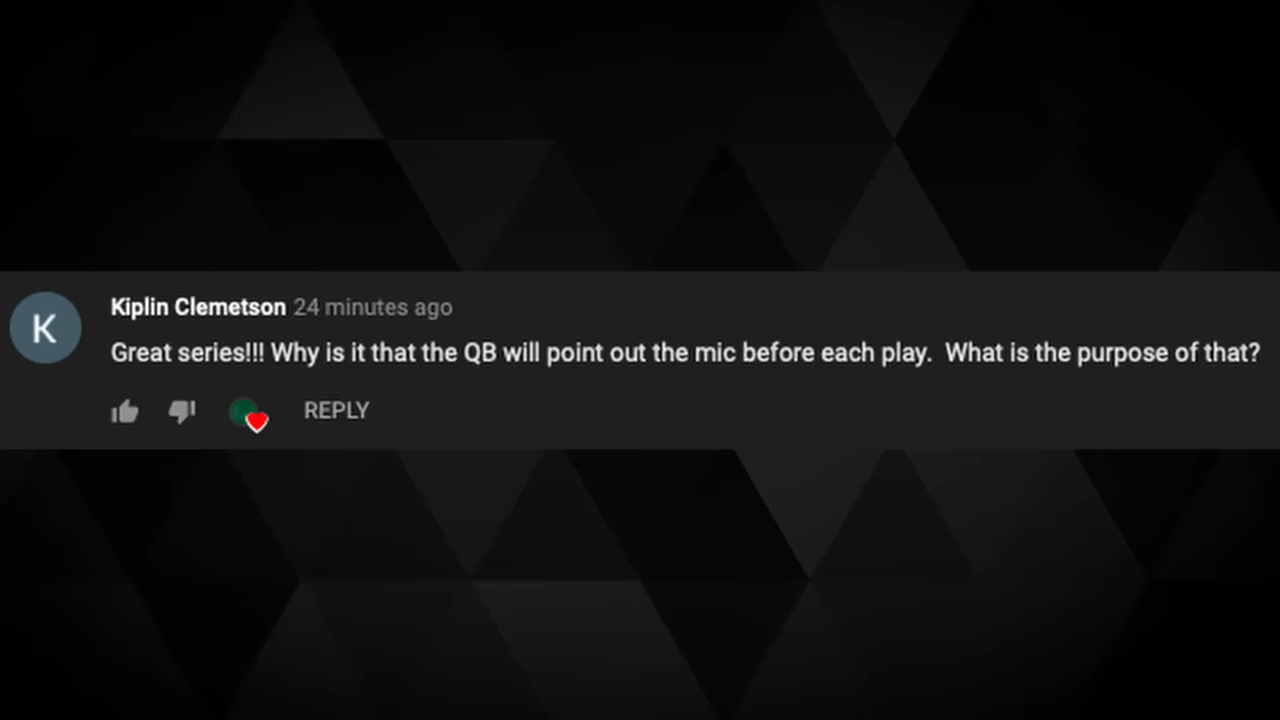 Kiplin Clemetson 24 minutes ago
Great series!!! Why is it that the QB will point out the mic before each play.  What is the purpose of that?
K
REPLY